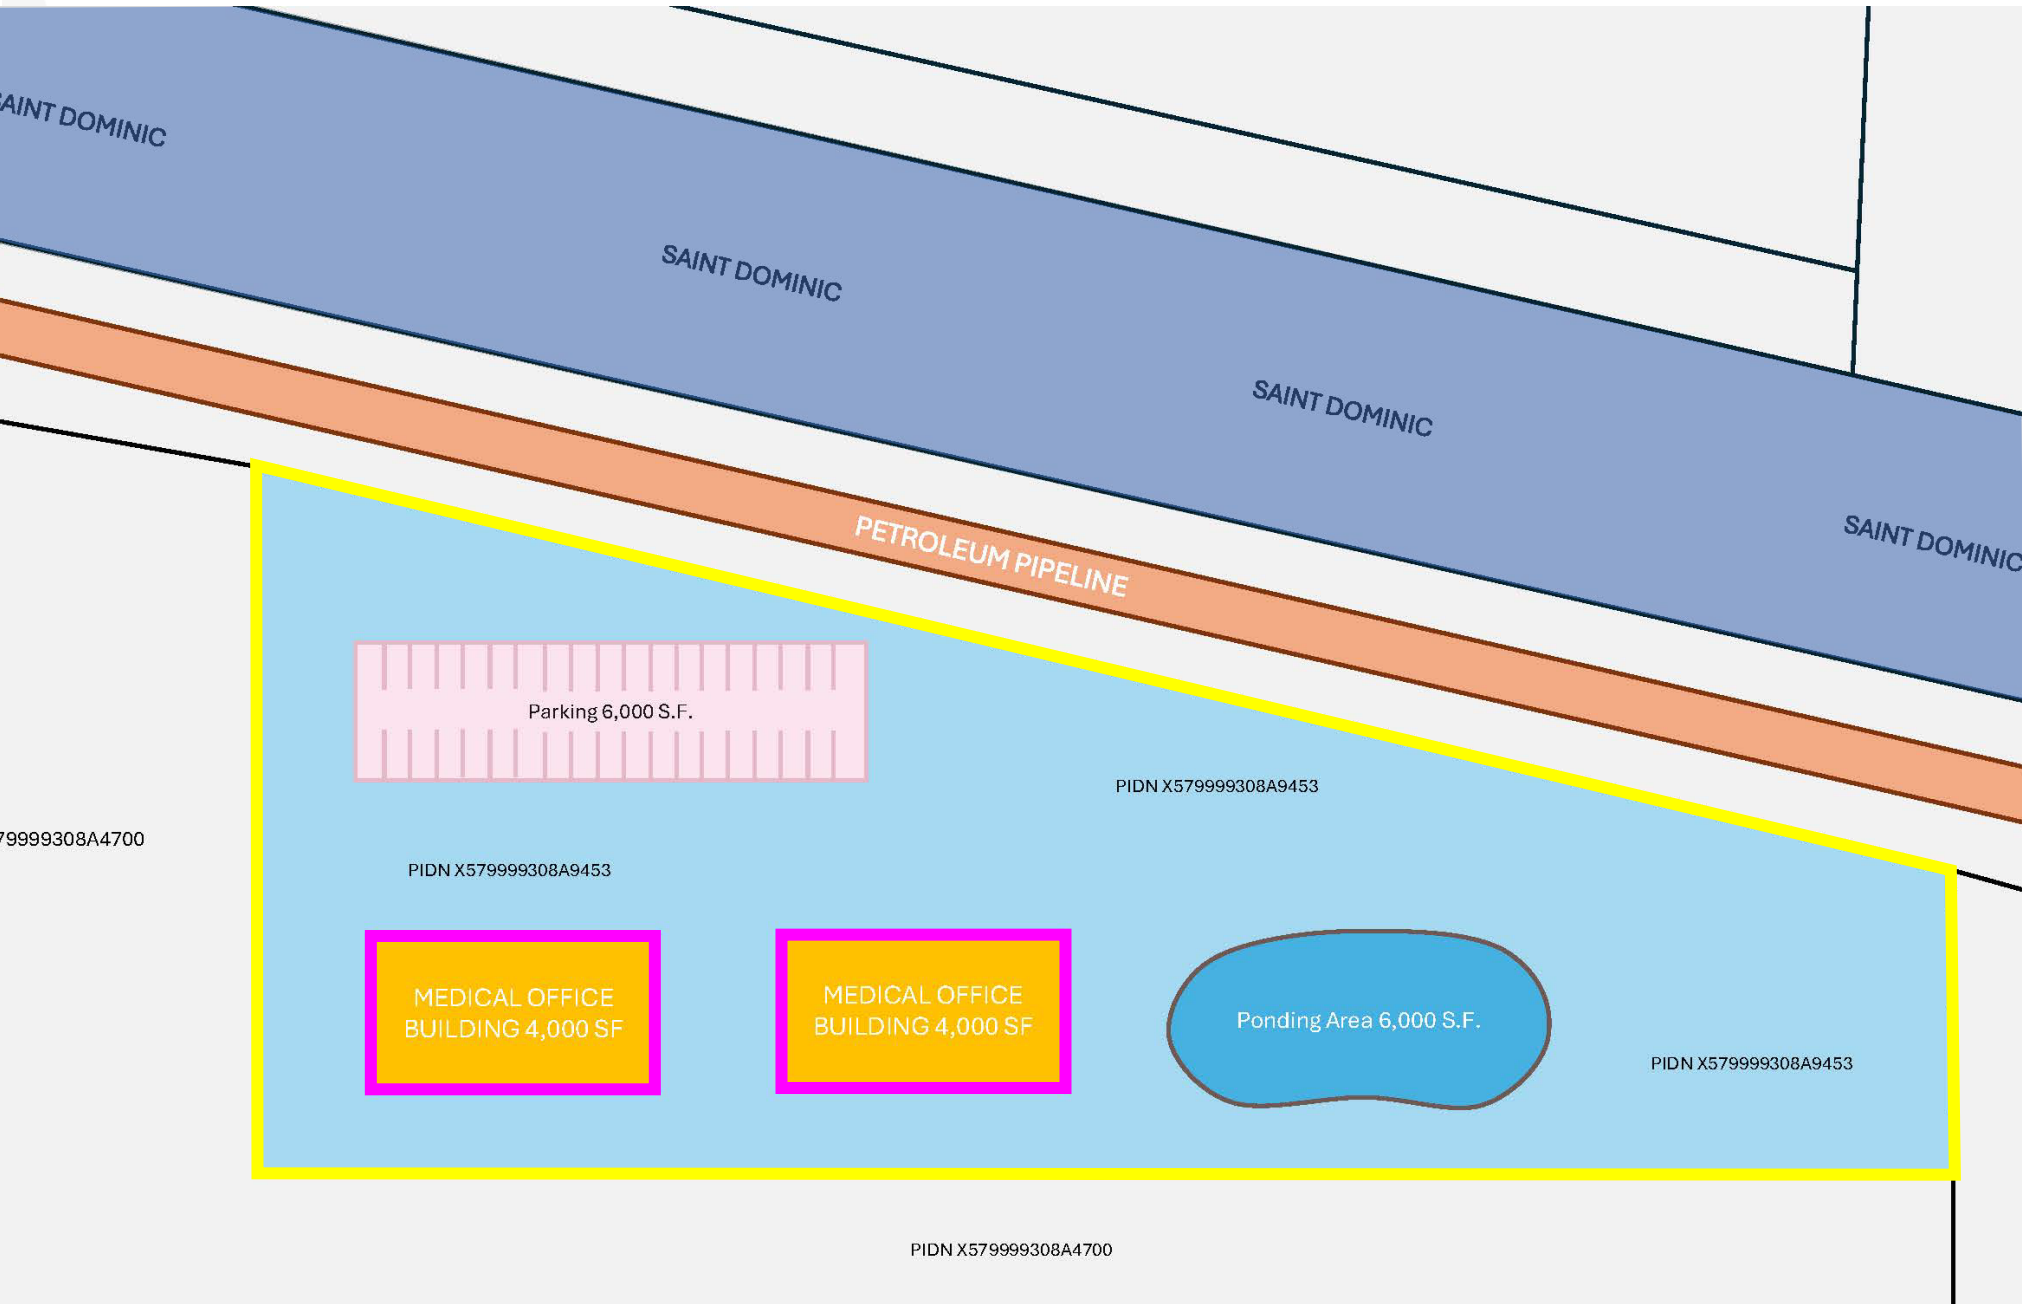 AINT DOMINIC
SAINT DOMINIC
SAINT DOMINIC
SAINT DOMINIC
PETROLEUM PIPELINE
Parking 6,000 S.F.
PIDN X579999308A9453
79999308A4700
PIDN X579999308A9453
MEDICAL OFFICE
BUILDING 4,000 SF
MEDICAL OFFICE
BUILDING 4,000 SF
Ponding Area 6,000 S.F.
PIDN X579999308A9453
PIDN X579999308A4700